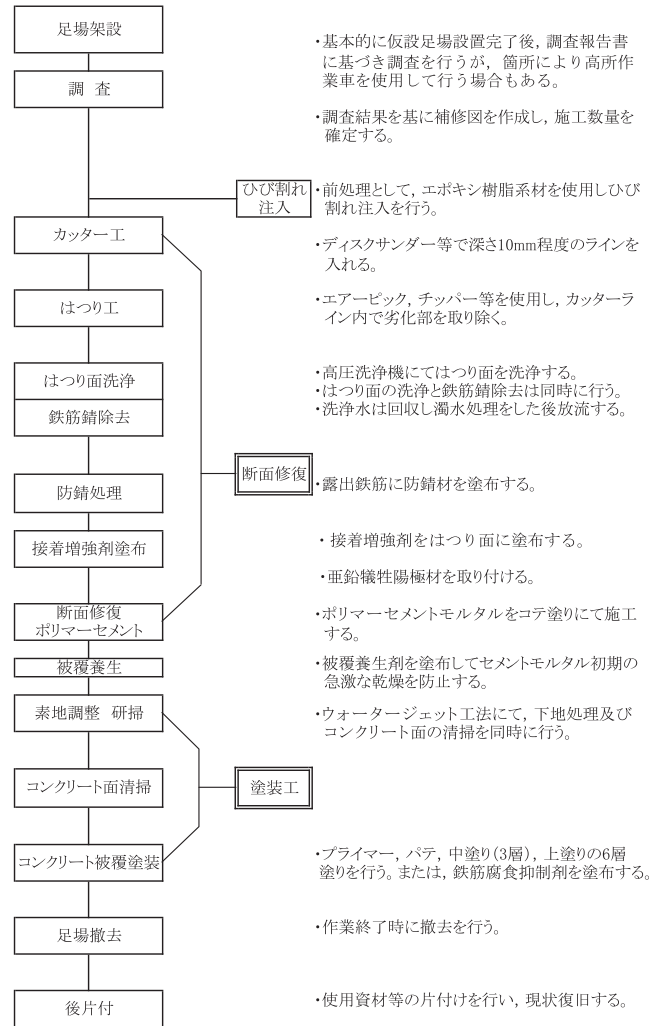 足場架設
・基本的に仮設足場設置完了後, 調査報告書
に基づき調査を行うが, 箇所により高所作
業車を使用して行う場合もある。
調 査
・調査結果を基に補修図を作成し, 施工数量を
確定する。
ひび割れ
注入
・前処理として, エポキシ樹脂系材を使用しひび
割れ注入を行う。
カッター工
・ディスクサンダー等で深さ10mm程度のラインを
入れる。
はつり工
・エアーピック, チッパー等を使用し, カッターラ
イン内で劣化部を取り除く。
はつり面洗浄
鉄筋錆除去
・高圧洗浄機にてはつり面を洗浄する。
・はつり面の洗浄と鉄筋錆除去は同時に行う。
・洗浄水は回収し濁水処理をした後放流する。
断面修復
防錆処理
・露出鉄筋に防錆材を塗布する。
接着増強剤塗布
・接着増強剤をはつり面に塗布する。
・亜鉛犠牲陽極材を取り付ける。
断面修復
ポリマーセメント
・ポリマーセメントモルタルをコテ塗りにて施工
する。
被覆養生
・被覆養生剤を塗布してセメントモルタル初期の
急激な乾燥を防止する。
素地調整 研掃
・ウォータージェット工法にて, 下地処理及び
コンクリート面の清掃を同時に行う。
コンクリート面清掃
塗装工
コンクリート被覆塗装
・プライマー, パテ, 中塗り(3層), 上塗りの6層
塗りを行う。または, 鉄筋腐食抑制剤を塗布する。
足場撤去
・作業終了時に撤去を行う。
後片付
・使用資材等の片付けを行い, 現状復旧する。